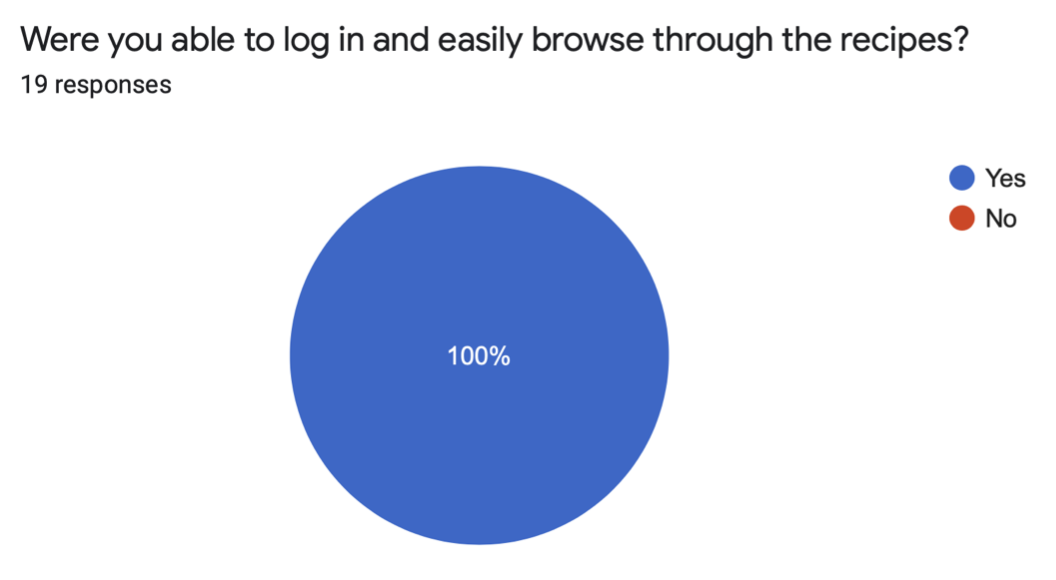 Were you able to log in and easily browse through the recipes?
19 responses
Yes
No
100%